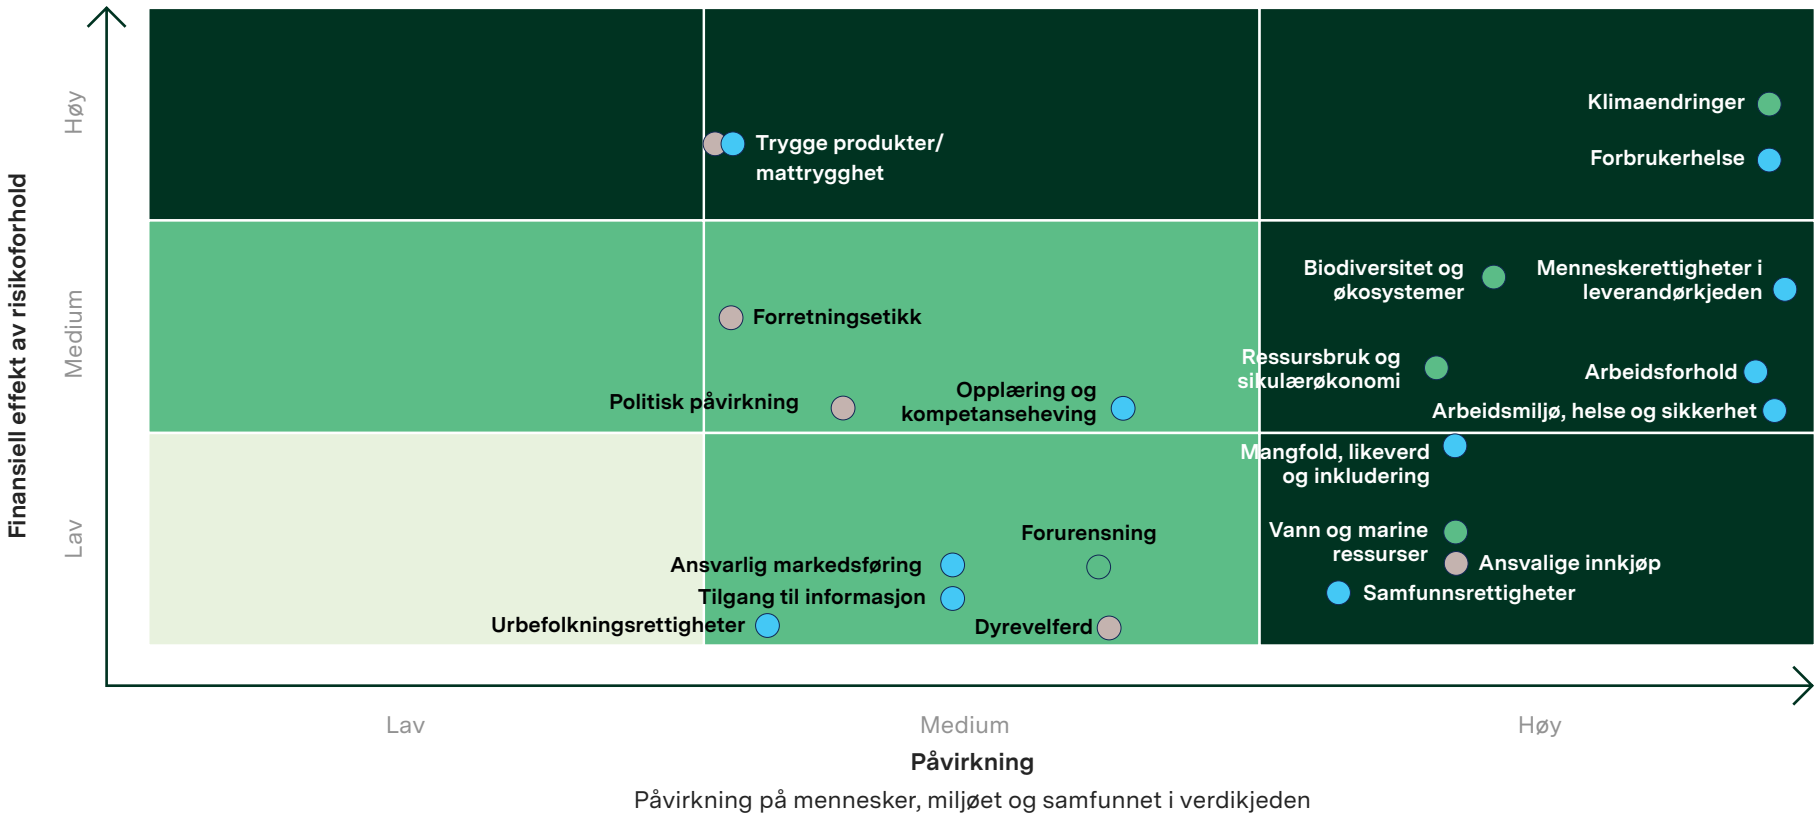 Finansiell effekt av risikoforhold
Høy
Medium
Lav
Klimaendringer
Trygge produkter/
mattrygghet
Forbrukerhelse
Biodiversitet og
økosystemer
Menneskerettigheter i
leverandørkjeden
Forretningsetikk
Ressursbruk og
sikulærøkonomi
Arbeidsforhold
Politisk påvirkning
Opplæring og
kompetanseheving
Arbeidsmiljø, helse og sikkerhet
Mangfold, likeverd
og inkludering
Forurensning
Vann og marine
ressurser
Ansvarlig markedsføring
Ansvalige innkjøp
Tilgang til informasjon
Samfunnsrettigheter
Urbefolkningsrettigheter
Dyrevelferd
Lav
Medium
Høy
Påvirkning
Påvirkning på mennesker, miljøet og samfunnet i verdikjeden